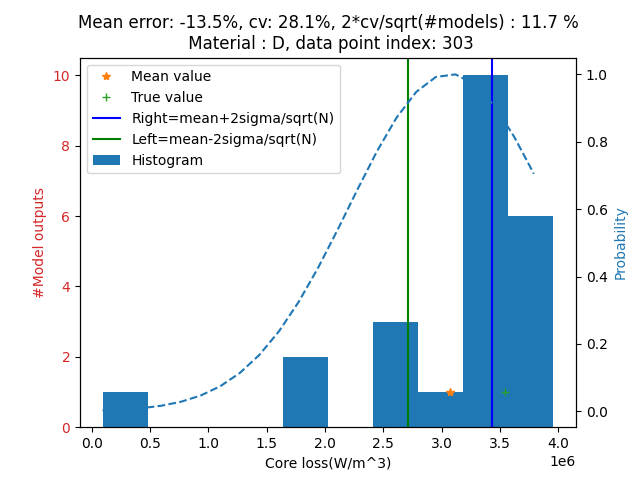 Mean error: -13.5%, cv: 28.1%, 2*cv/sqrt(#models) : 11.7 %
Material : D, data point index: 303
Mean value
True value
Right=mean+2sigma/sqrt(N)
Left=mean-2sigma/sqrt(N)
Histogram
#Model outputs
10
8
6
4
2
0
1.0
0.8
0.6
0.4
0.2
0.0
Probability
0.0 0.5 1.0 1.5 2.0 2.5 3.0 3.5 4.0
1e6
Core loss(W/m^3)